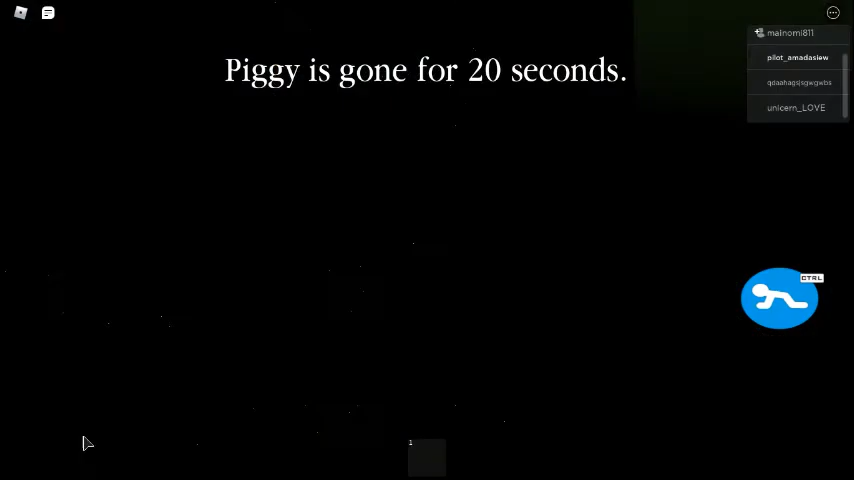 Piggy is gone for 20 seconds.
mainomi811
pilot_amadasiew
unicern_LOVE
CTRL
1